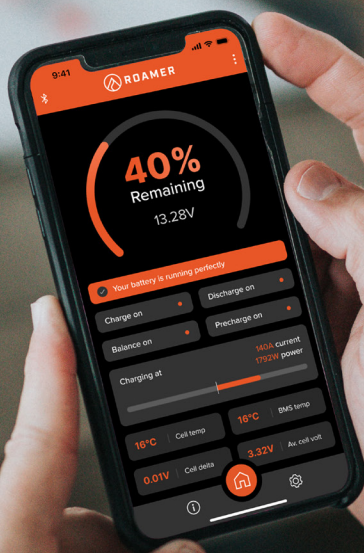 9:41
ROAMER
40%
Remaining
13.28V
Your battery is running perfectly
Charge on
Discharge on
Balance on
Precharge on
Charging at
140A current
1792W power
16°C Cell temp
16°C BMS temp
0.01V Cell delta
3.32V Av. cell volt